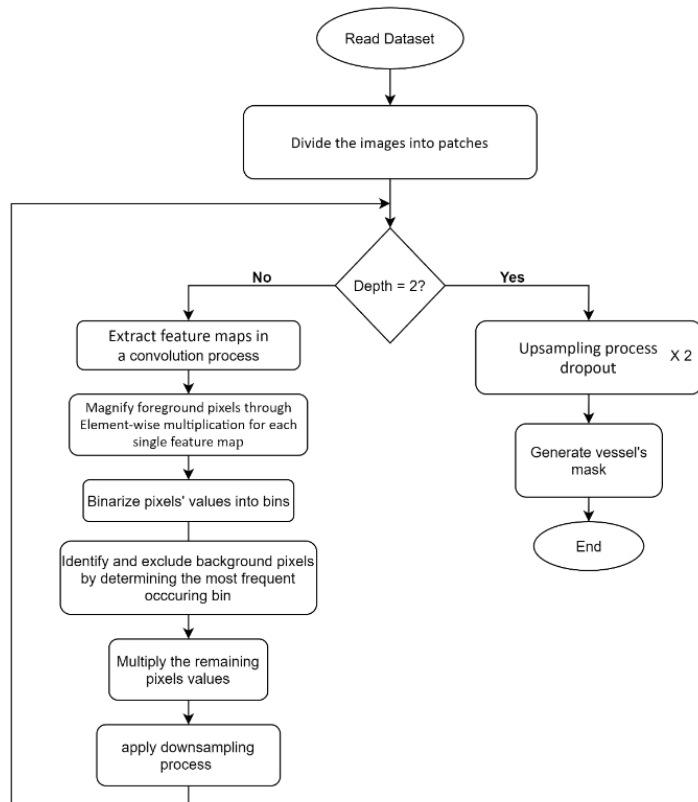 Read Dataset
Divide the images into patches
Depth = 2?
No
Yes
Extract feature maps in
a convolution process
Magnify foreground pixels through
Element-wise multiplication for each
single feature map
Binarize pixels' values into bins
Identify and exclude background pixels
by determining the most frequent
occcuring bin
Multiply the remaining
pixels values
apply downsampling
process
Upsampling process
dropout
X 2
Generate vessel's
mask
End